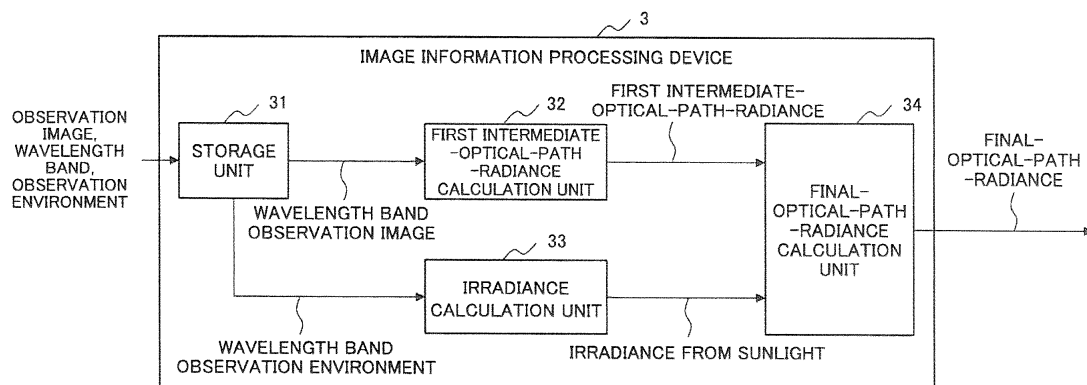 3
IMAGE INFORMATION PROCESSING DEVICE
OBSERVATION
IMAGE,
WAVELENGTH
BAND,
OBSERVATION
ENVIRONMENT
31
STORAGE
UNIT
WAVELENGTH BAND
OBSERVATION IMAGE
32
FIRST INTERMEDIATE
-OPTICAL-PATH-
RADIANCE
CALCULATION UNIT
FIRST INTERMEDIATE-
OPTICAL-PATH-RADIANCE
33
IRRADIANCE
CALCULATION UNIT
WAVELENGTH BAND
OBSERVATION ENVIRONMENT
IRRADIANCE FROM SUNLIGHT
34
FINAL-
OPTICAL-PATH
-RADIANCE
CALCULATION
UNIT
FINAL-
OPTICAL-PATH
-RADIANCE